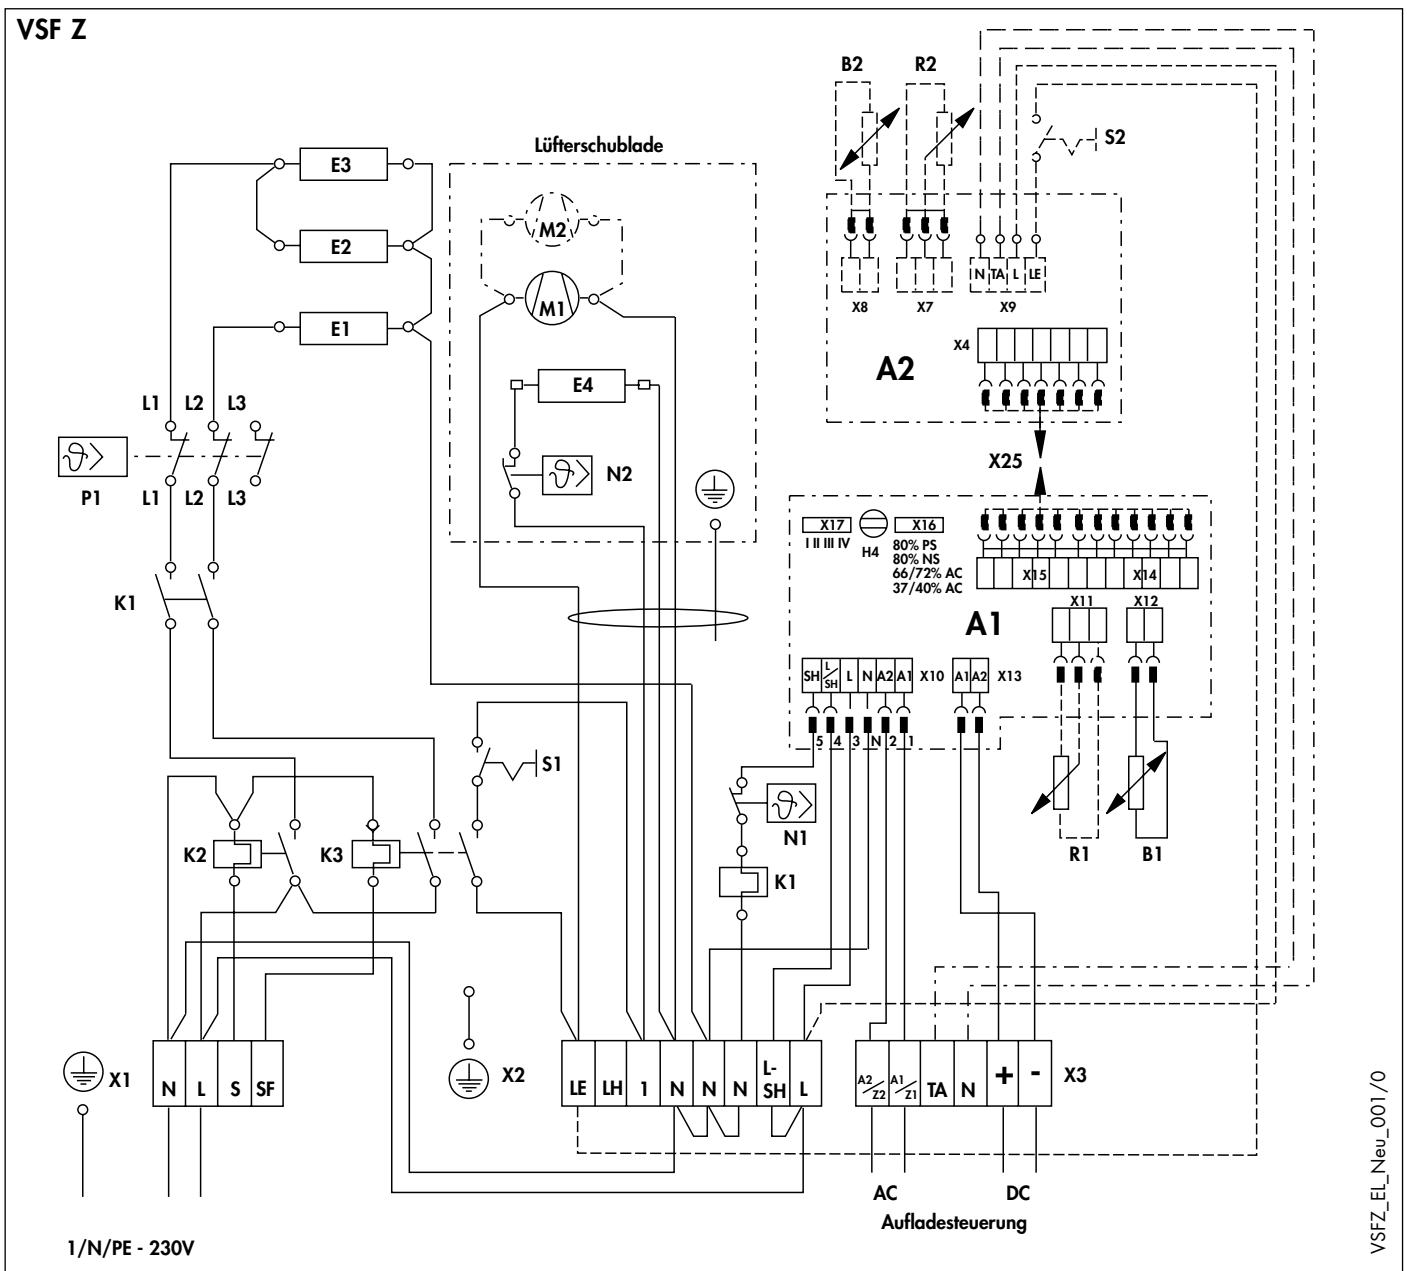 VSF Z
B2 R2
S2
Lüfterschublade
E3
M2
E2
N TA L LE
X8 X7 X9
M1
E1
X4
A2
E4
L1 L2 L3
X25
N2
P1
L1 L2 L3
X17 X16
I II III IV H4 80% PS
80% NS
66/72% AC
37/40% AC
X15 X14
K1
X11 X12
A1
SH L/SH L N A2 A1 X10 A1 A2 X13
5 4 3 N 2 1
S1
N1
K2 K3
R1 B1
K1
X1 N L S SF
X2 LE LH 1 N N N L-SH L
A2/Z2 A1/Z1 TA N + - X3
AC DC
Aufladesteuerung
1/N/PE - 230V
VSFZ_EL_Neu_001/0